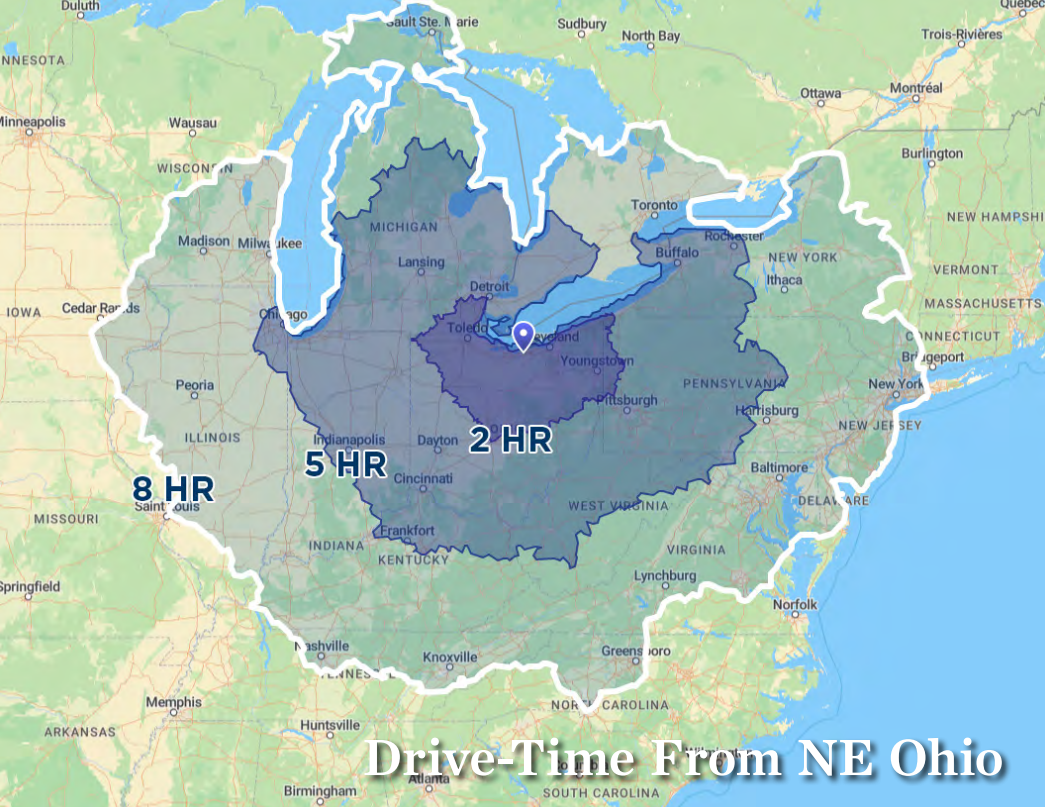 Duluth
Sault Ste. Marie
Sudbury
North Bay
Québec
Trois-Rivières
NNESOTA
Ottawa
Montréal
Minneapolis
Wausau
Burlington
WISCONSIN
Toronto
NEW HAMPSHI
MICHIGAN
Madison
Milwaukee
Rochester
Buffalo
NEW YORK
Lansing
VERMONT
Ithaca
Detroit
IOWA
Cedar Rapids
Chicago
MASSACHUSETTS
Toledo
Cleveland
CONNECTICUT
Bridgeport
Youngstown
Peoria
PENNSYLVANIA
New York
Pittsburgh
Harrisburg
ILLINOIS
Indianapolis
Dayton
2 HR
NEW JERSEY
5 HR
Baltimore
8 HR
Cincinnati
Saint Louis
WEST VIRGINIA
DELAWARE
MISSOURI
Frankfort
INDIANA
KENTUCKY
VIRGINIA
Springfield
Lynchburg
Norfolk
Nashville
Knoxville
Greensboro
TENNESSEE
Memphis
NORTH CAROLINA
ARKANSAS
Huntsville
Drive-Time From NE Ohio
Atlanta
Birmingham
SOUTH CAROLINA